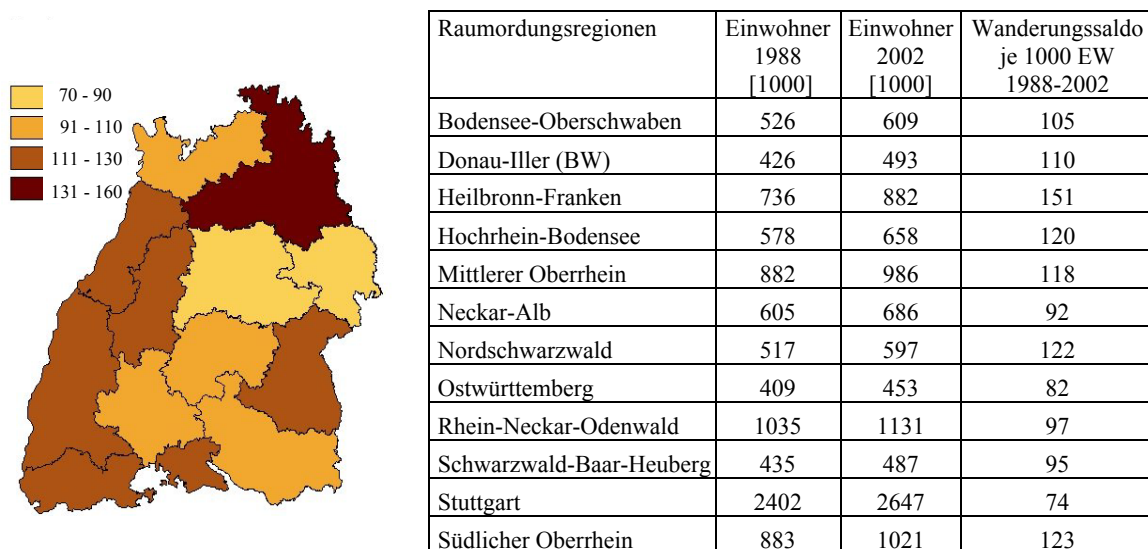 70 - 90
91 - 110
111 - 130
131 - 160
Raumordungsregionen Einwohner 1988 [1000] Einwohner 2002 [1000] Wanderungssaldo je 1000 EW 1988-2002
Bodensee-Oberschwaben 526 609 105
Donau-Iller (BW) 426 493 110
Heilbronn-Franken 736 882 151
Hochrhein-Bodensee 578 658 120
Mittlerer Oberrhein 882 986 118
Neckar-Alb 605 686 92
Nordschwarzwald 517 597 122
Ostwürttemberg 409 453 82
Rhein-Neckar-Odenwald 1035 1131 97
Schwarzwald-Baar-Heuberg 435 487 95
Stuttgart 2402 2647 74
Südlicher Oberrhein 883 1021 123